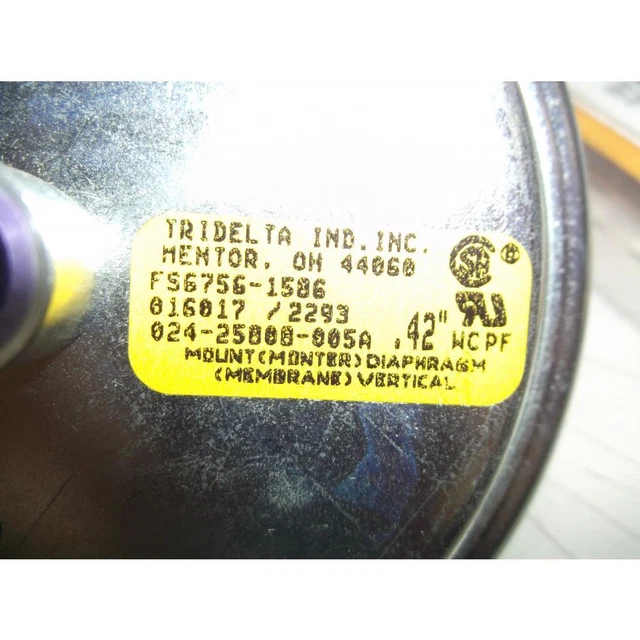 TRIDELTA IND. INC.
MENTOR, OH 44060
FS6756-1586
016017 / 2293
024-25808-005A .42" WCPF
MOUNT(MONTER) DIAPHRAGM
(MEMBRANE) VERTICAL